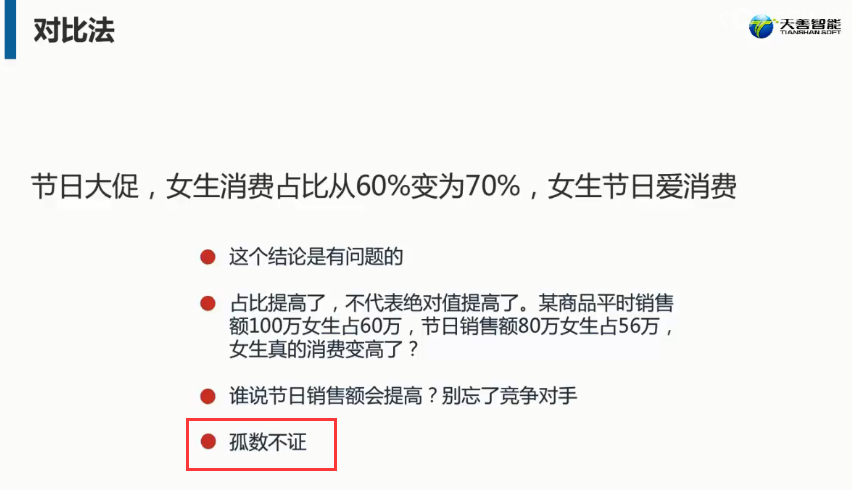 对比法
天善智能
TIANSHAN SOFT
节日大促，女生消费占比从60%变为70%，女生节日爱消费
这个结论是有问题的
占比提高了，不代表绝对值提高了。某商品平时销售
额100万女生占60万，节日销售额80万女生占56万，
女生真的消费变高了？
谁说节日销售额会提高？别忘了竞争对手
孤数不证